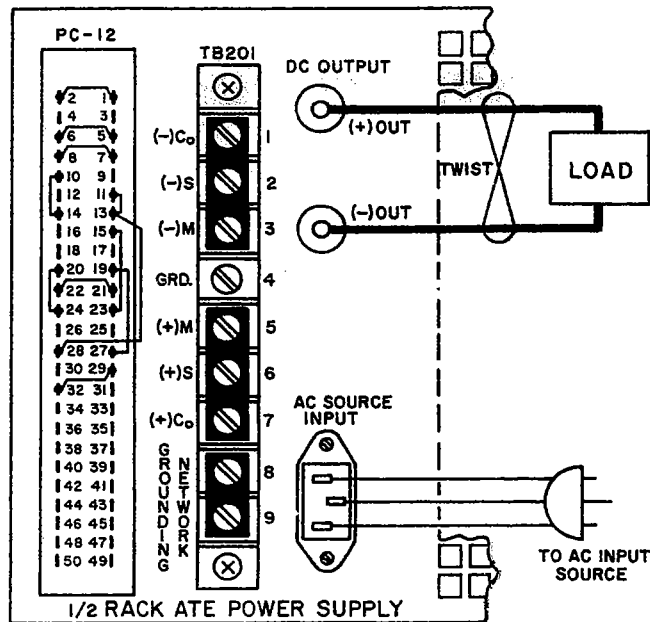 PC-12
TB201
DC OUTPUT
2 1
4 3
6 5
8 7
10 9
12 11
14 13
16 15
18 17
20 19
22 21
24 23
26 25
28 27
30 29
32 31
34 33
36 35
38 37
40 39
42 41
44 43
46 45
48 47
50 49
(-)Co 1
(-)S 2
(-)M 3
GRD. 4
(+)M 5
(+)S 6
(+)Co 7
8
9
GROUNDING
NETWORK
(+)OUT
TWIST
LOAD
(-)OUT
AC SOURCE
INPUT
TO AC INPUT
SOURCE
1/2 RACK ATE POWER SUPPLY